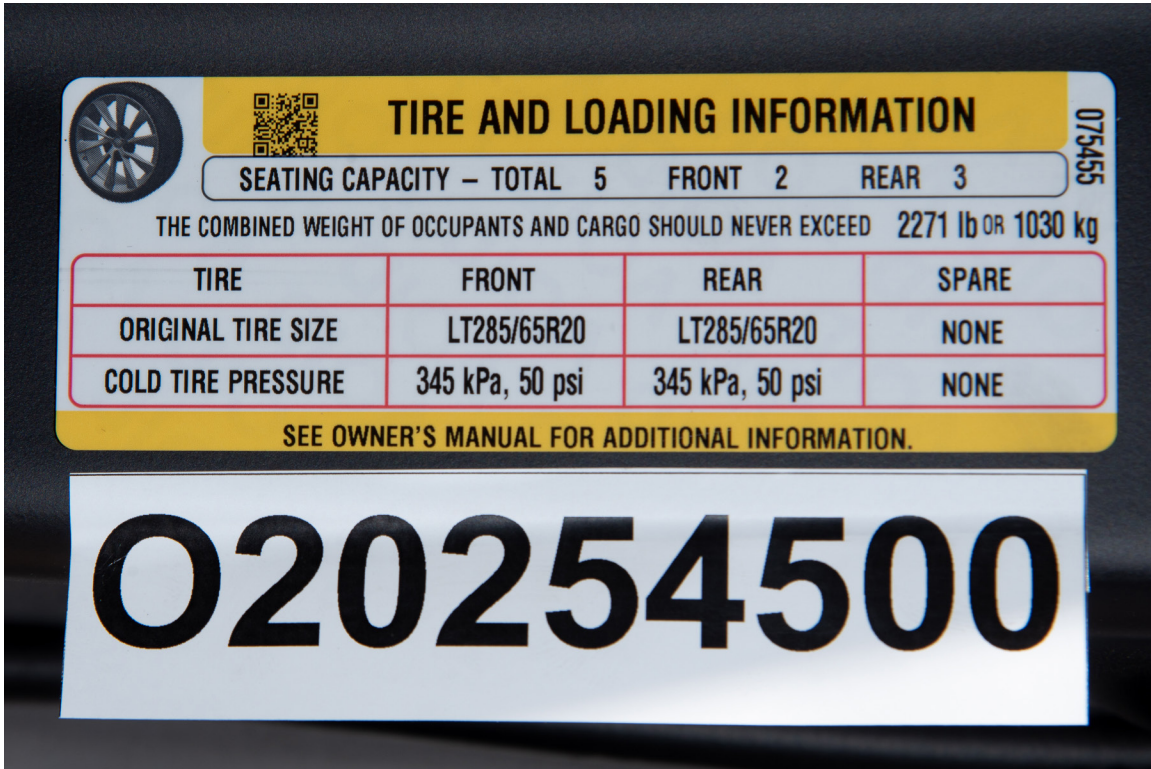 TIRE AND LOADING INFORMATION
075455
SEATING CAPACITY – TOTAL 5 FRONT 2 REAR 3
THE COMBINED WEIGHT OF OCCUPANTS AND CARGO SHOULD NEVER EXCEED 2271 lb OR 1030 kg
TIRE FRONT REAR SPARE
ORIGINAL TIRE SIZE LT285/65R20 LT285/65R20 NONE
COLD TIRE PRESSURE 345 kPa, 50 psi 345 kPa, 50 psi NONE
SEE OWNER'S MANUAL FOR ADDITIONAL INFORMATION.
O20254500